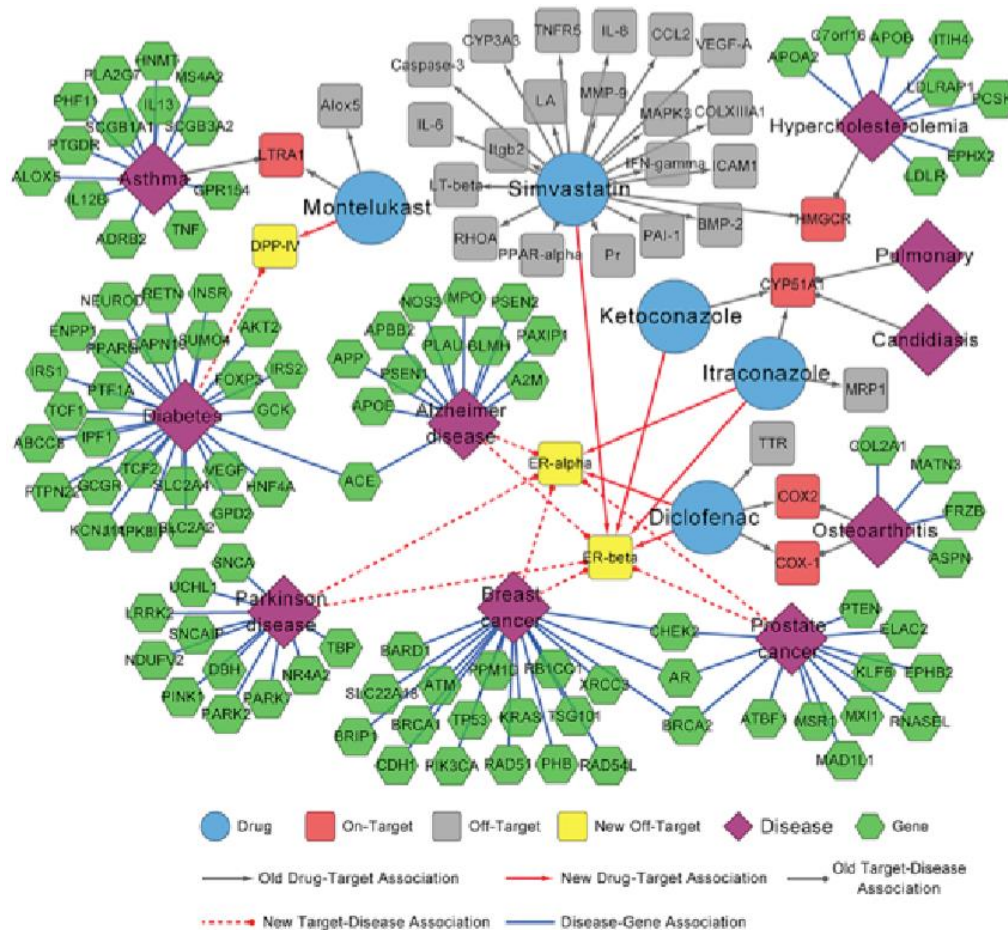 HNMT
PLA2G7
MS4A2
PHF11
IL13
SCGB1A1
SCGB3A2
PTGDR
ALOX5
Asthma
GPR154
IL12B
TNF
ADRB2
Alox5
LTRA1
Montelukast
DPP-IV
TNFR5
IL-8
CCL2
VEGF-A
CYP3A3
Caspase-3
LA
MMP-9
MAPK3
COLXIIIA1
IL-6
Itgb2
IFN-gamma
ICAM1
LT-beta
Simvastatin
RHOA
PPAR-alpha
Pr
PAI-1
BMP-2
HMGCR
C7orf16
APOB
ITIH4
APOA2
LDLRAP1
PCSK
Hypercholesterolemia
EPHX2
LDLR
Pulmonary
CYP51A1
Candidiasis
Ketoconazole
Itraconazole
MRP1
NEUROD
RETN
INSR
ENPP1
PPARG
CAPN10
SUMO4
AKT2
IRS1
PTF1A
FOXP3
IRS2
TCF1
Diabetes
GCK
ABCC8
IPF1
TCF2
VEGF
PTPN22
GCGR
SLC2A4
HNF4A
KCNJ11
MAPK8IP1
SLC2A2
GPD2
ACE
NOS3
MPO
PSEN2
APBB2
PLAU
BLMH
PAXIP1
APP
PSEN1
A2M
APOE
Alzheimer
disease
ER-alpha
ER-beta
TTR
Diclofenac
COX2
COX-1
COL2A1
MATN3
FRZB
ASPN
Osteoarthritis
SNCA
UCHL1
LRRK2
Parkinson
disease
SNCAIP
NDUFV2
DBH
TBP
NR4A2
PINK1
PARK7
PARK2
Breast
cancer
BARD1
PPM1D
RB1CC1
SLC22A18
ATM
XRCC3
BRIP1
BRCA1
TP53
KRAS
TSG101
CDH1
PIK3CA
RAD51
PHB
RAD54L
CHEK2
AR
BRCA2
Prostate
cancer
PTEN
ELAC2
KLF6
EPHB2
ATBF1
MSR1
MXI1
RNASEL
MAD1L1
Drug
On-Target
Off-Target
New Off-Target
Disease
Gene
Old Drug-Target Association
New Drug-Target Association
Old Target-Disease
Association
New Target-Disease Association
Disease-Gene Association